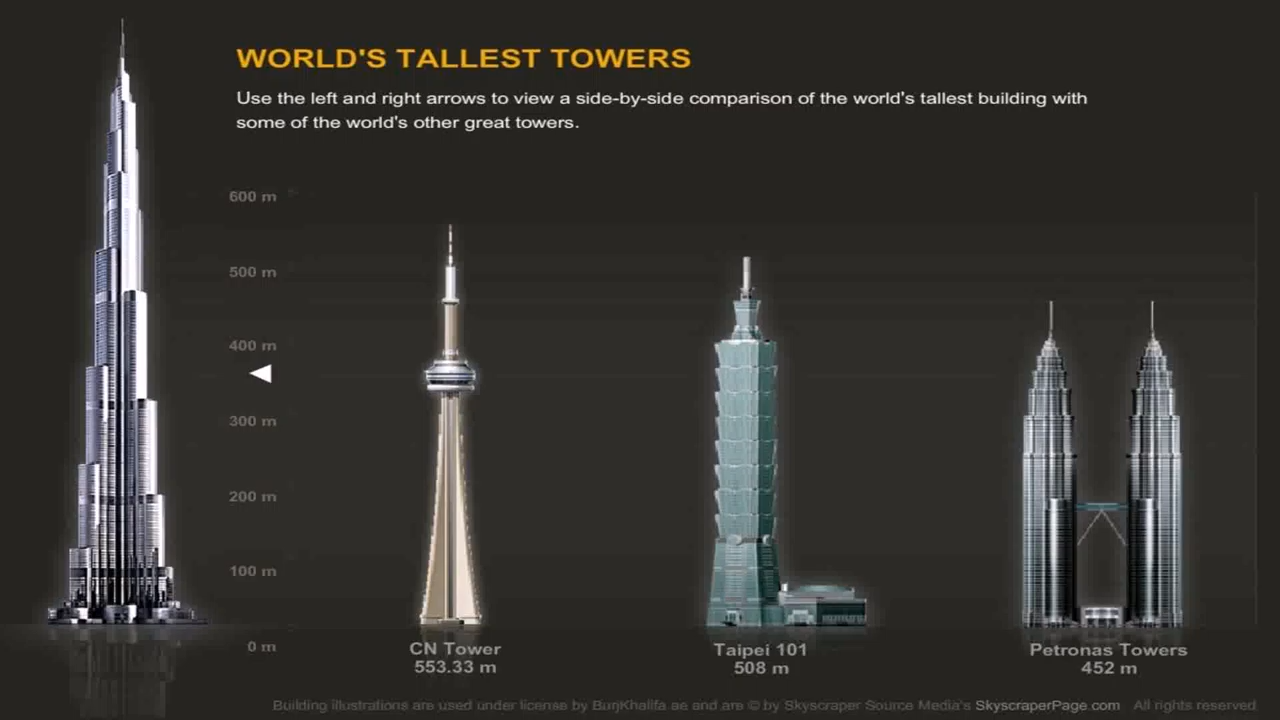 WORLD'S TALLEST TOWERS
Use the left and right arrows to view a side-by-side comparison of the world's tallest building with
some of the world's other great towers.
600 m
500 m
400 m
300 m
200 m
100 m
0 m
CN Tower
553.33 m
Taipei 101
508 m
Petronas Towers
452 m
Building illustrations are used under license by BurjKhalifa.ae and are © by Skyscraper Source Media's SkyscraperPage.com All rights reserved